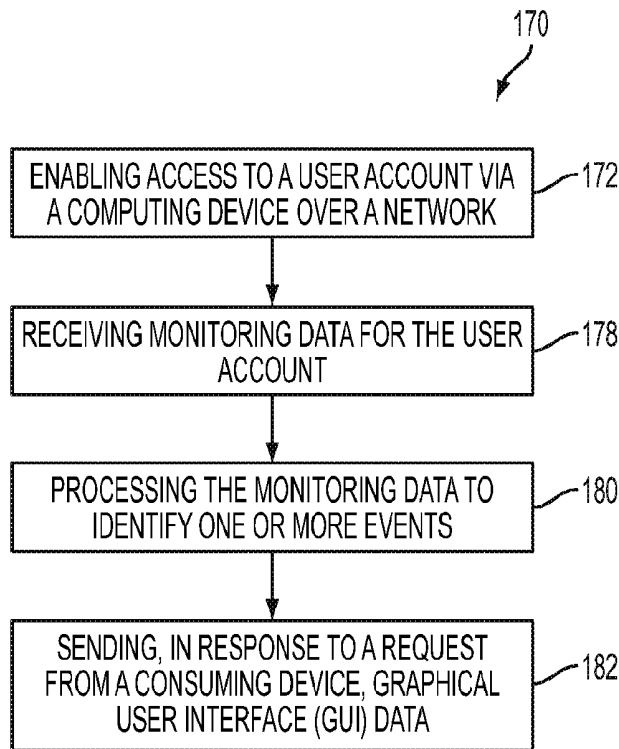 170
ENABLING ACCESS TO A USER ACCOUNT VIA
A COMPUTING DEVICE OVER A NETWORK
172
RECEIVING MONITORING DATA FOR THE USER
ACCOUNT
178
PROCESSING THE MONITORING DATA TO
IDENTIFY ONE OR MORE EVENTS
180
SENDING, IN RESPONSE TO A REQUEST
FROM A CONSUMING DEVICE, GRAPHICAL
USER INTERFACE (GUI) DATA
182